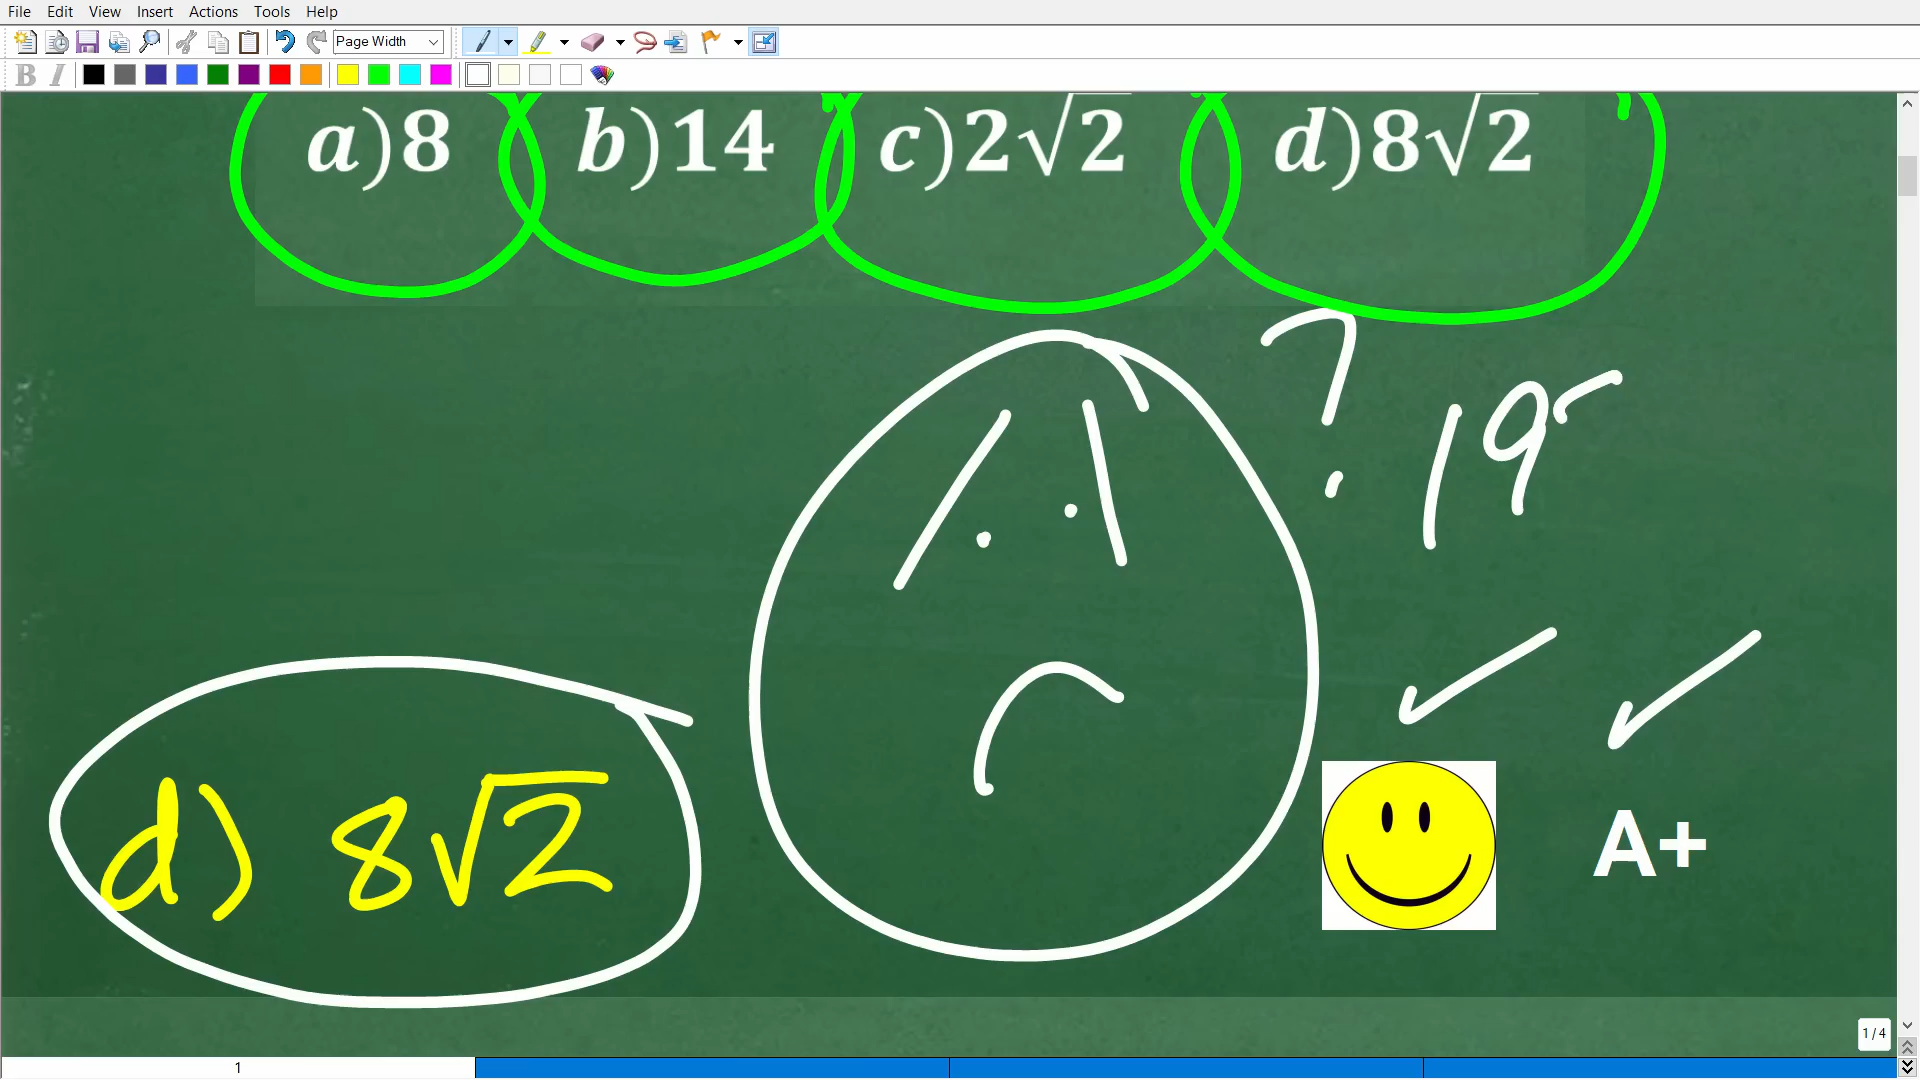 File Edit View Insert Actions Tools Help
Page Width
B I
a)8 b)14 c)2√2 d)8√2
?
19
d) 8√2
A+
1 / 4
1